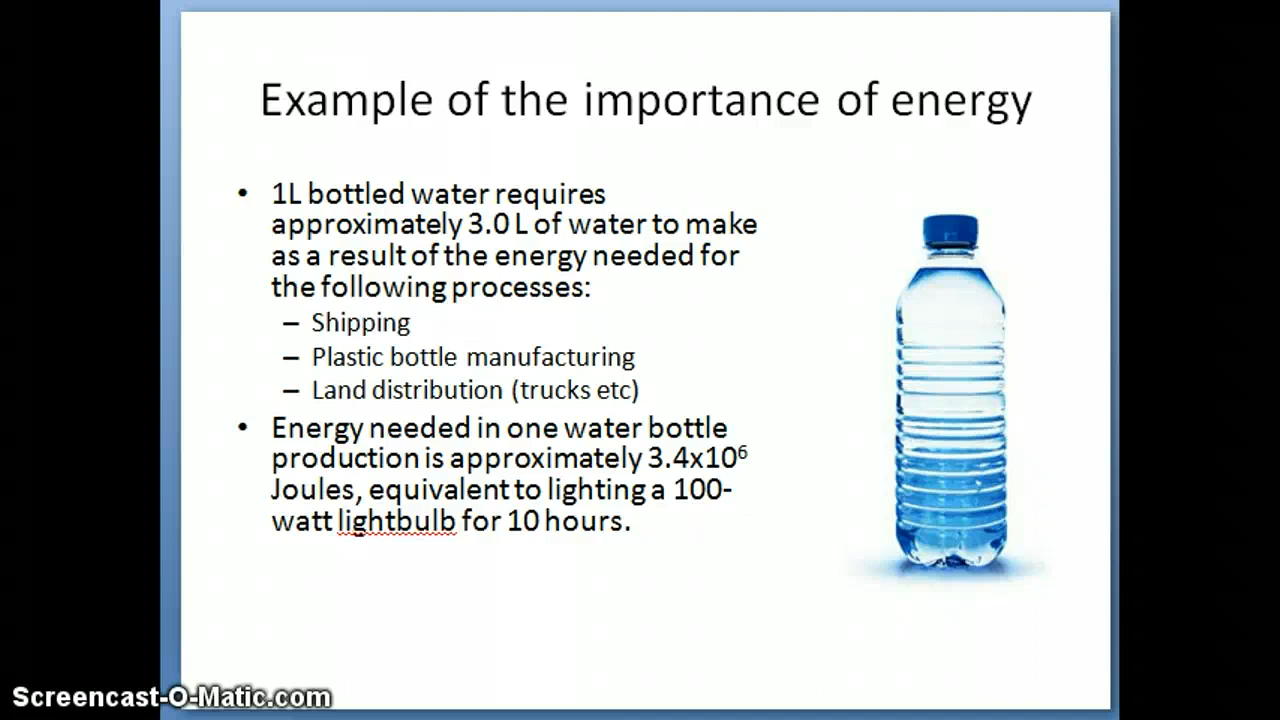 Example of the importance of energy
• 1L bottled water requires
approximately 3.0 L of water to make
as a result of the energy needed for
the following processes:
– Shipping
– Plastic bottle manufacturing
– Land distribution (trucks etc)
• Energy needed in one water bottle
production is approximately 3.4x10⁶
Joules, equivalent to lighting a 100-
watt lightbulb for 10 hours.
Screencast-O-Matic.com